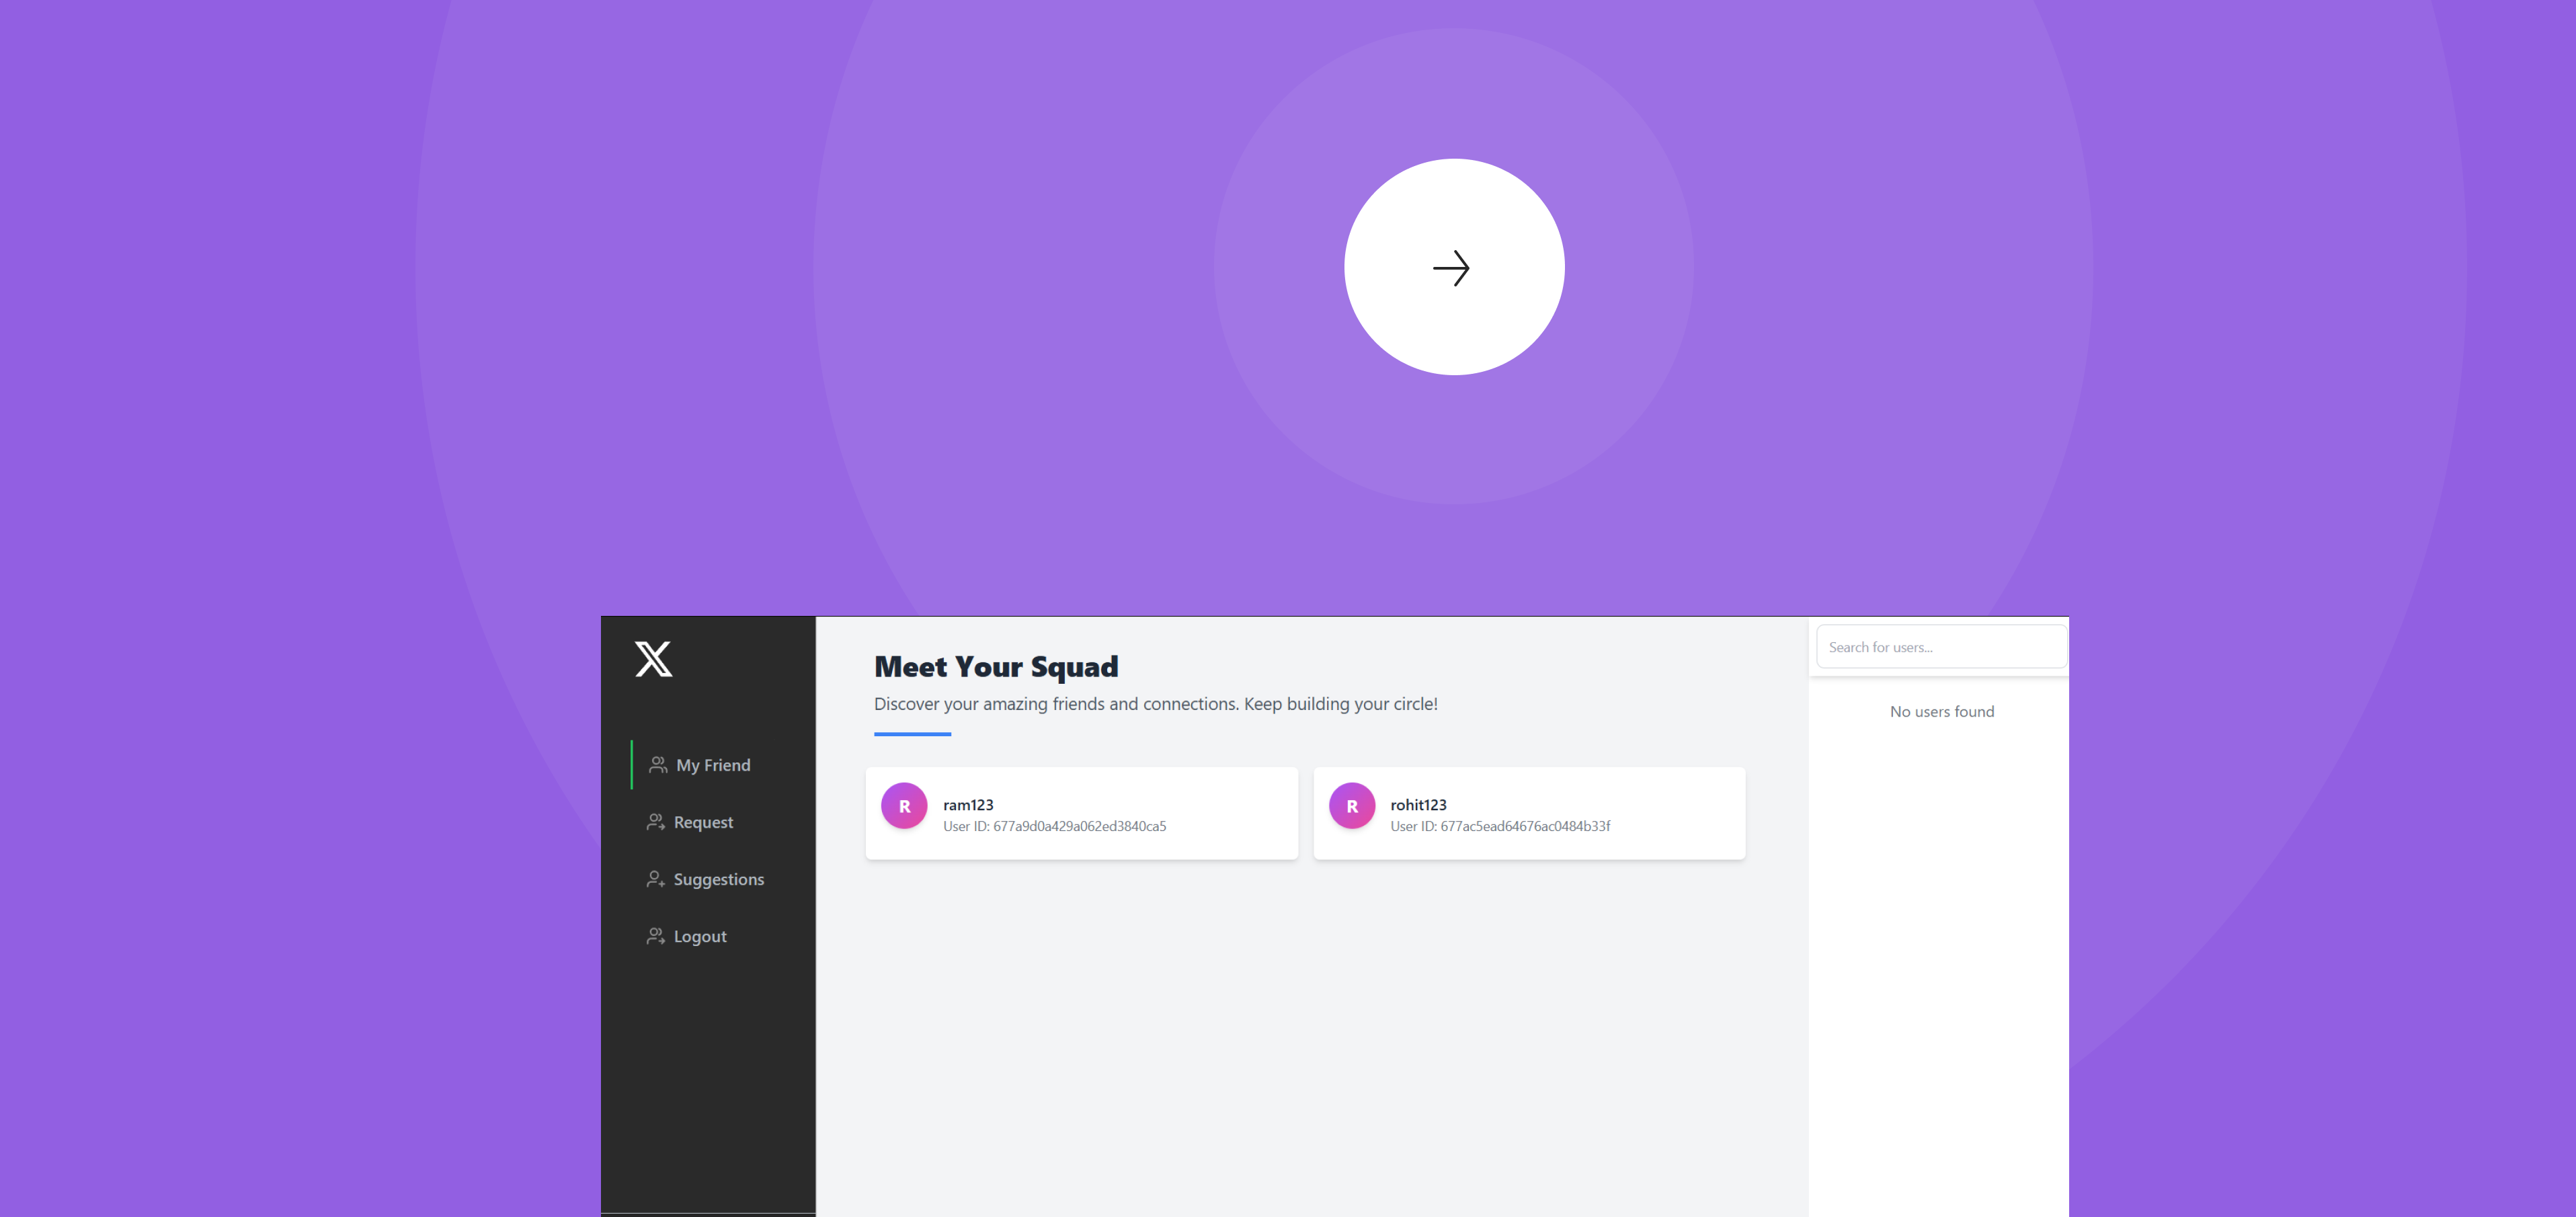 Meet Your Squad
Discover your amazing friends and connections. Keep building your circle!
My Friend
Request
Suggestions
Logout
R
ram123
User ID: 677a9d0a429a062ed3840ca5
R
rohit123
User ID: 677ac5ead64676ac0484b33f
Search for users...
No users found